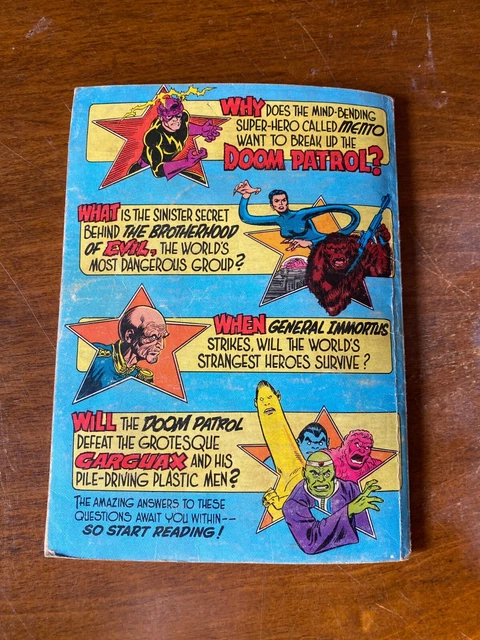 WHY DOES THE MIND-BENDING
SUPER-HERO CALLED MENTO
WANT TO BREAK UP THE
DOOM PATROL?
WHAT IS THE SINISTER SECRET
BEHIND THE BROTHERHOOD
OF EVIL, THE WORLD'S
MOST DANGEROUS GROUP?
WHEN GENERAL IMMORTUS
STRIKES, WILL THE WORLD'S
STRANGEST HEROES SURVIVE?
WILL THE DOOM PATROL
DEFEAT THE GROTESQUE
GARGUAX AND HIS
PILE-DRIVING PLASTIC MEN?
THE AMAZING ANSWERS TO THESE
QUESTIONS AWAIT YOU WITHIN--
SO START READING!